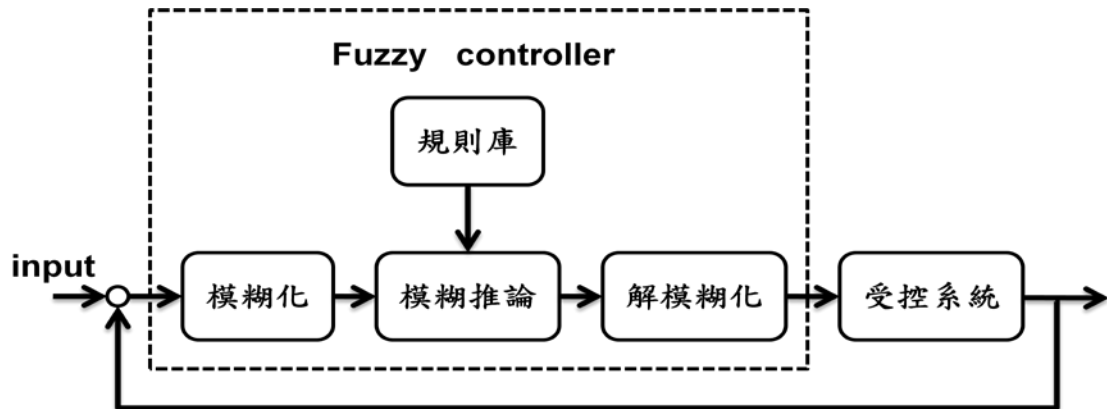 Fuzzy controller
規則庫
input
模糊化
模糊推論
解模糊化
受控系統